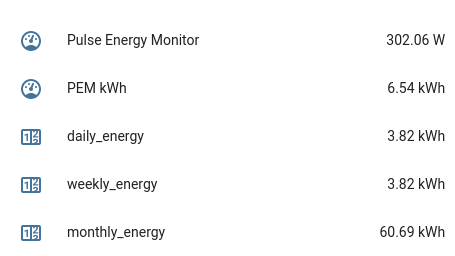 Pulse Energy Monitor 302.06 W
PEM kWh 6.54 kWh
daily_energy 3.82 kWh
weekly_energy 3.82 kWh
monthly_energy 60.69 kWh